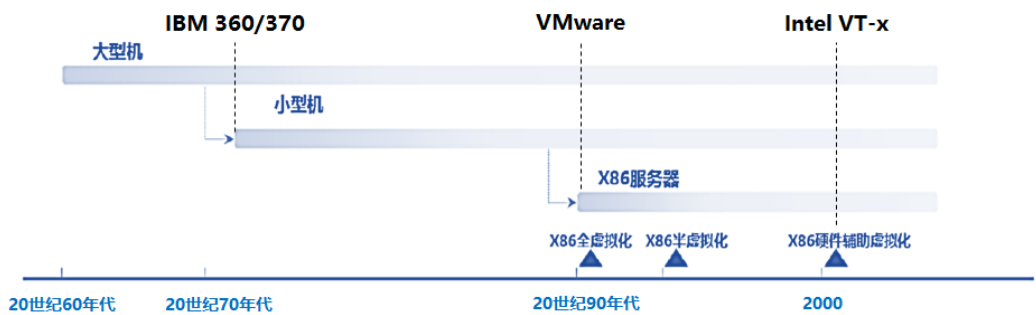 IBM 360/370
VMware
Intel VT-x
大型机
小型机
X86服务器
X86全虚拟化
X86半虚拟化
X86硬件辅助虚拟化
20世纪60年代
20世纪70年代
20世纪90年代
2000